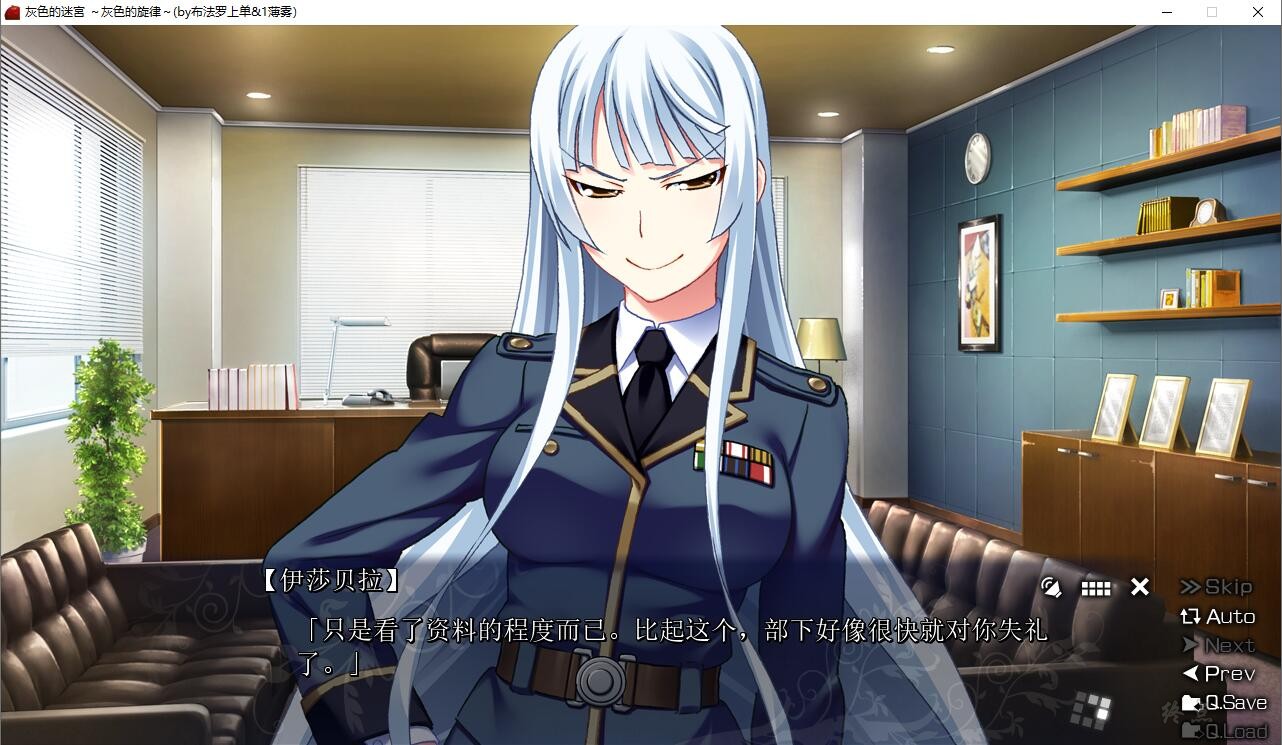 灰色的迷宫 ～灰色的旋律～(by布法罗上单&1薄雾)
【伊莎贝拉】
「只是看了资料的程度而已。比起这个，部下好像很快就对你失礼
了。」
Skip
Auto
Next
Prev
Q.Save
Q.Load